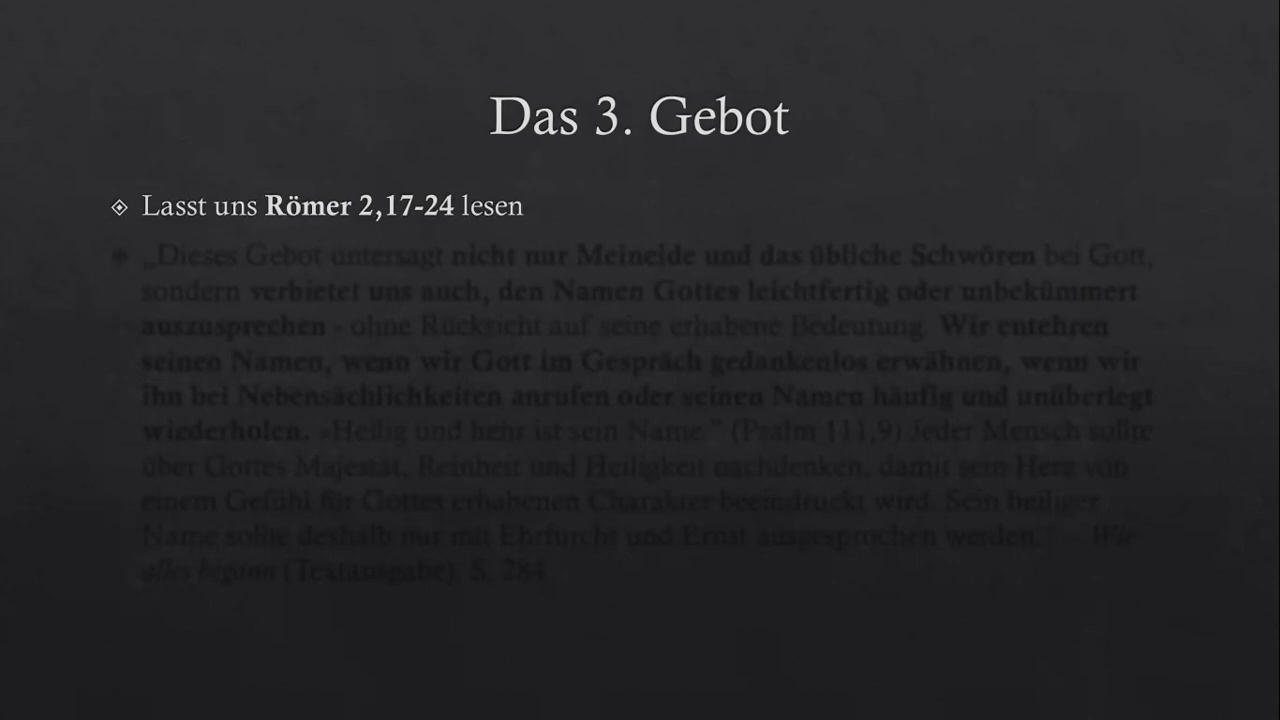 Das 3. Gebot
Lasst uns Römer 2,17-24 lesen
„Dieses Gebot untersagt nicht nur Meineide und das übliche Schwören bei Gott,
sondern verbietet uns auch, den Namen Gottes leichtfertig oder unbekümmert
auszusprechen - ohne Rücksicht auf seine erhabene Bedeutung. Wir entehren
seinen Namen, wenn wir Gott im Gespräch gedankenlos erwähnen, wenn wir
ihn bei Nebensächlichkeiten anrufen oder seinen Namen häufig und unüberlegt
wiederholen. »Heilig und hehr ist sein Name.” (Psalm 111,9) Jeder Mensch sollte
über Gottes Majestät, Reinheit und Heiligkeit nachdenken, damit sein Herz von
einem Gefühl für Gottes erhabenen Charakter beeindruckt wird. Sein heiliger
Name sollte deshalb nur mit Ehrfurcht und Ernst ausgesprochen werden.” – Wie
alles begann (Textausgabe), S. 284